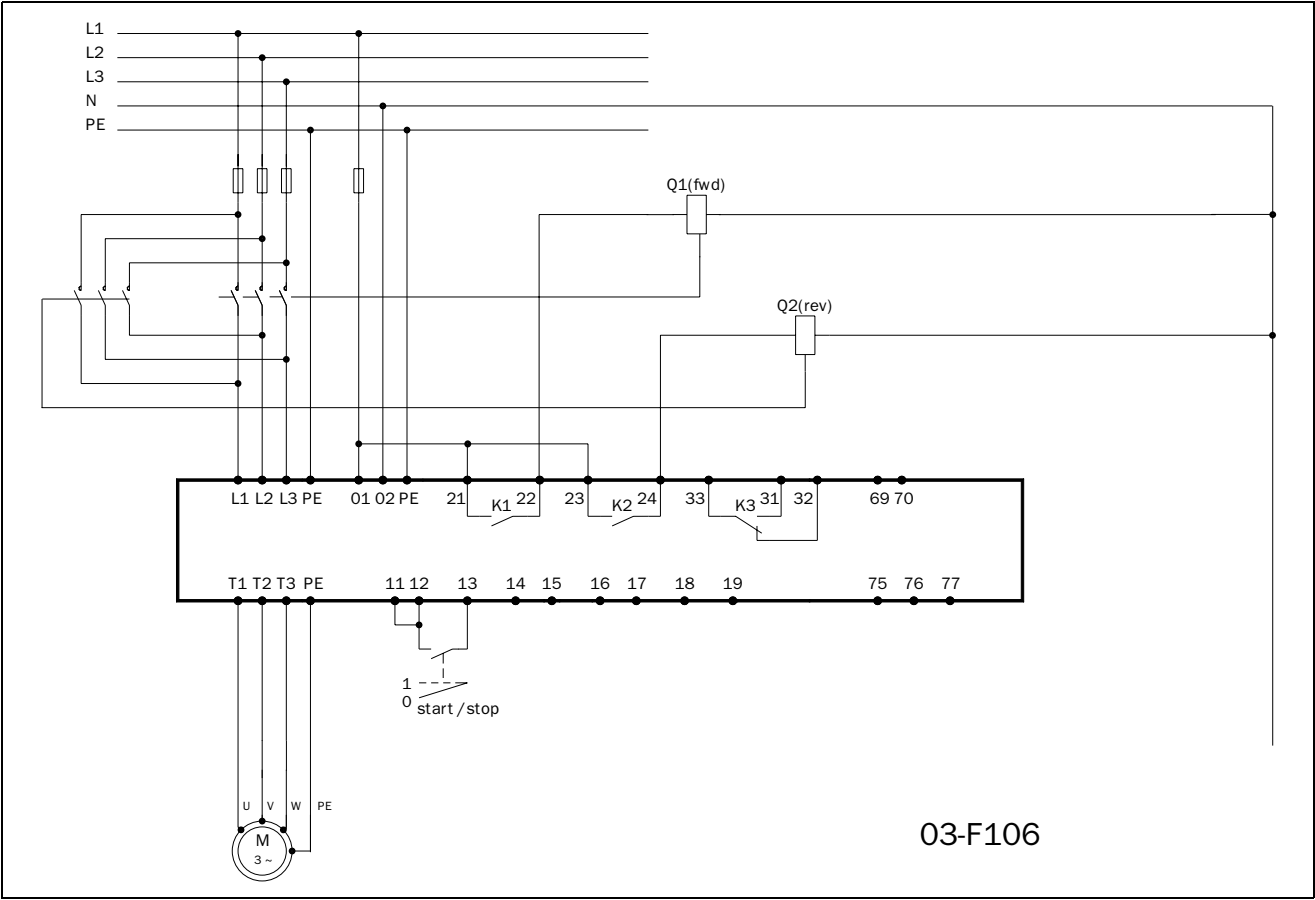 L1
L2
L3
N
PE
Q1(fwd)
Q2(rev)
L1 L2 L3 PE 01 02 PE 21 K1 22 23 K2 24 33 K3 31 32 69 70
T1 T2 T3 PE 11 12 13 14 15 16 17 18 19 75 76 77
1
0 start/stop
U V W PE
M
3 ~
03-F106